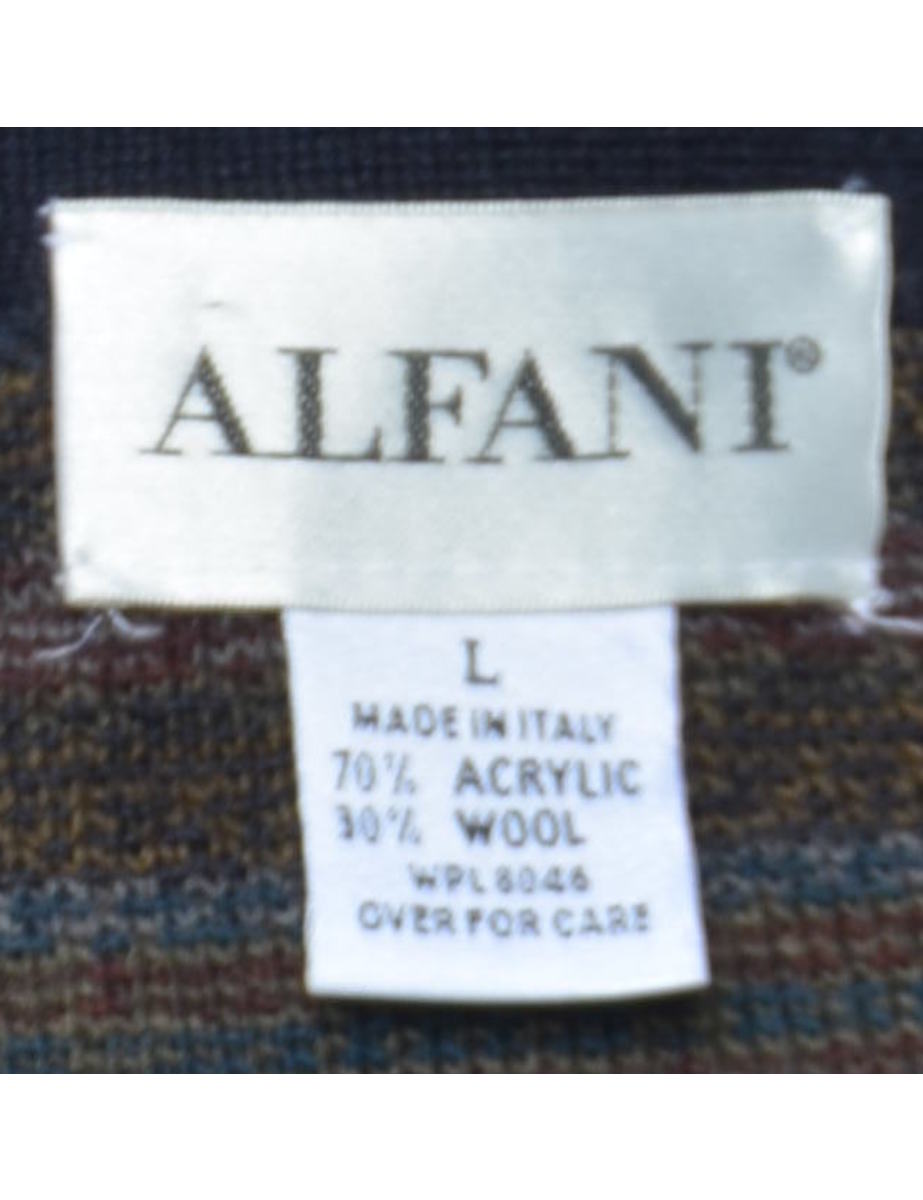 ALFANI®
L
MADE IN ITALY
70% ACRYLIC
30% WOOL
WPL 8046
OVER FOR CARE